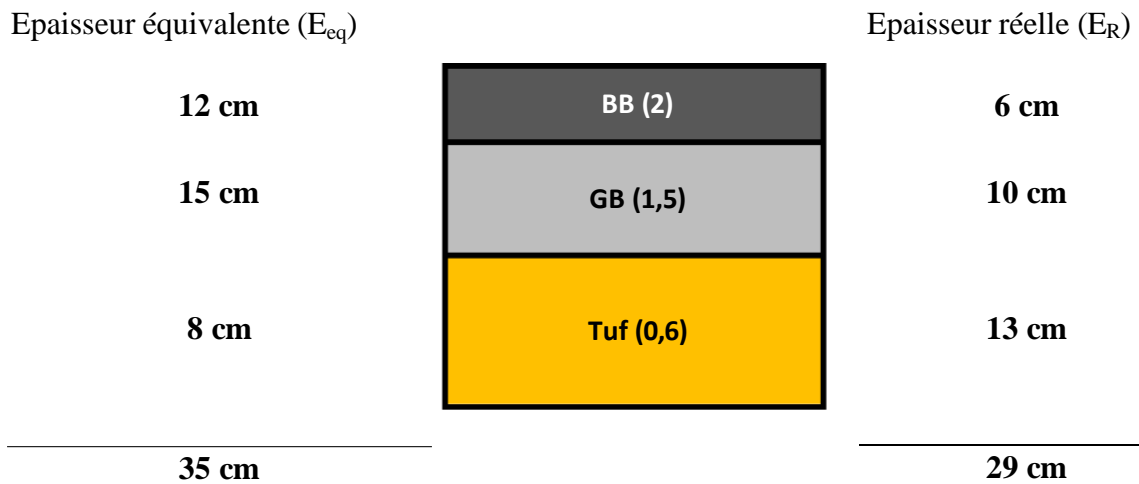 Epaisseur équivalente (Eeq) Epaisseur réelle (ER)
12 cm BB (2) 6 cm
15 cm GB (1,5) 10 cm
8 cm Tuf (0,6) 13 cm
35 cm 29 cm